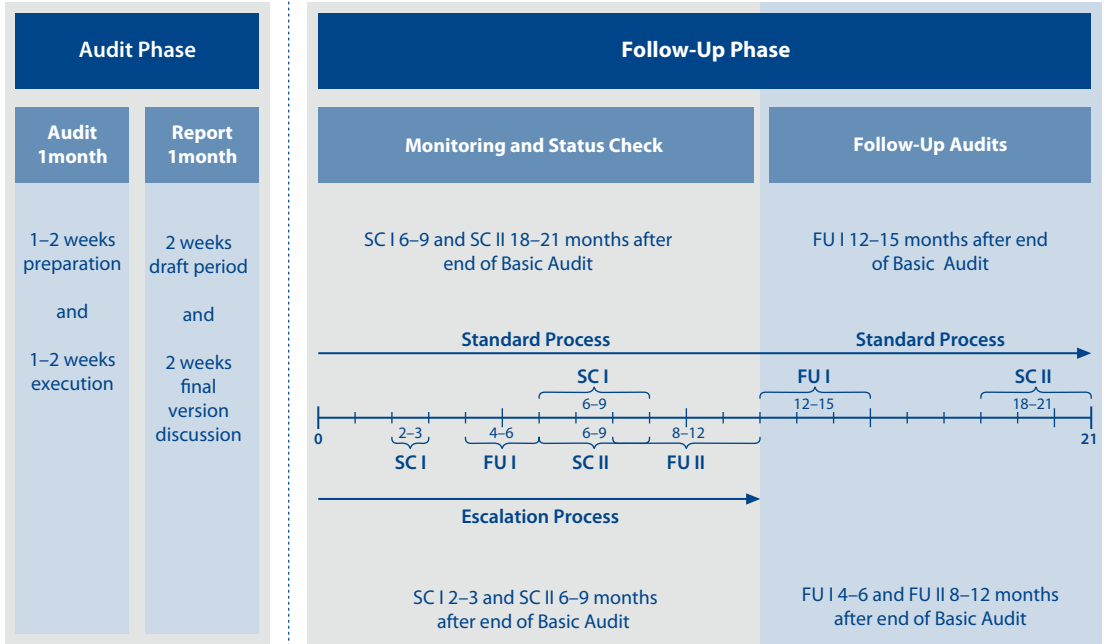 Audit Phase
Follow-Up Phase
Audit
1month
Report
1month
Monitoring and Status Check
Follow-Up Audits
1–2 weeks
preparation
and
1–2 weeks
execution
2 weeks
draft period
and
2 weeks
final
version
discussion
SC I 6–9 and SC II 18–21 months after
end of Basic Audit
FU I 12–15 months after end
of Basic Audit
Standard Process
Standard Process
SC I
FU I
SC II
6–9
12–15
18–21
0
2–3
4–6
6–9
8–12
21
SC I
FU I
SC II
FU II
Escalation Process
SC I 2–3 and SC II 6–9 months
after end of Basic Audit
FU I 4–6 and FU II 8–12 months
after end of Basic Audit